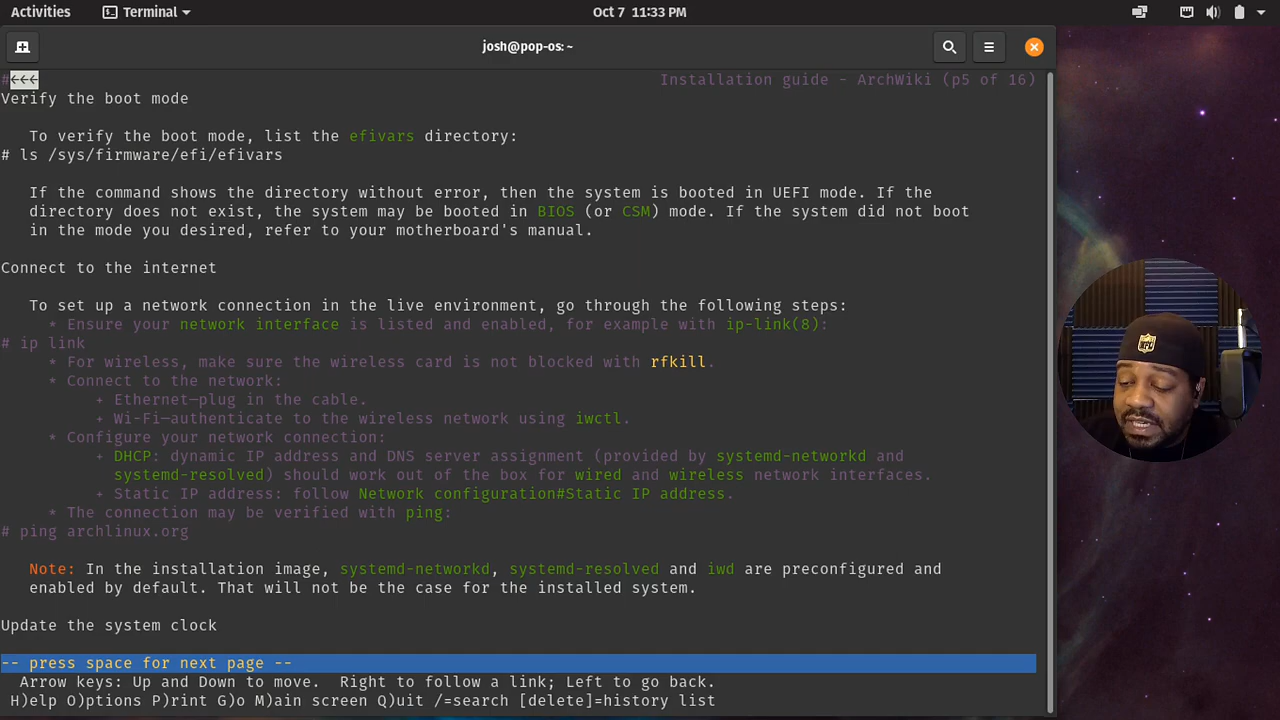 Activities
Terminal
Oct 7 11:33 PM
josh@pop-os: ~
#<<< Installation guide - ArchWiki (p5 of 16)
Verify the boot mode
To verify the boot mode, list the efivars directory:
# ls /sys/firmware/efi/efivars
If the command shows the directory without error, then the system is booted in UEFI mode. If the
directory does not exist, the system may be booted in BIOS (or CSM) mode. If the system did not boot
in the mode you desired, refer to your motherboard's manual.
Connect to the internet
To set up a network connection in the live environment, go through the following steps:
* Ensure your network interface is listed and enabled, for example with ip-link(8):
# ip link
* For wireless, make sure the wireless card is not blocked with rfkill.
* Connect to the network:
+ Ethernet—plug in the cable.
+ Wi-Fi—authenticate to the wireless network using iwctl.
* Configure your network connection:
+ DHCP: dynamic IP address and DNS server assignment (provided by systemd-networkd and
systemd-resolved) should work out of the box for wired and wireless network interfaces.
+ Static IP address: follow Network configuration#Static IP address.
* The connection may be verified with ping:
# ping archlinux.org
Note: In the installation image, systemd-networkd, systemd-resolved and iwd are preconfigured and
enabled by default. That will not be the case for the installed system.
Update the system clock
-- press space for next page --
Arrow keys: Up and Down to move. Right to follow a link; Left to go back.
H)elp O)ptions P)rint G)o M)ain screen Q)uit /=search [delete]=history list